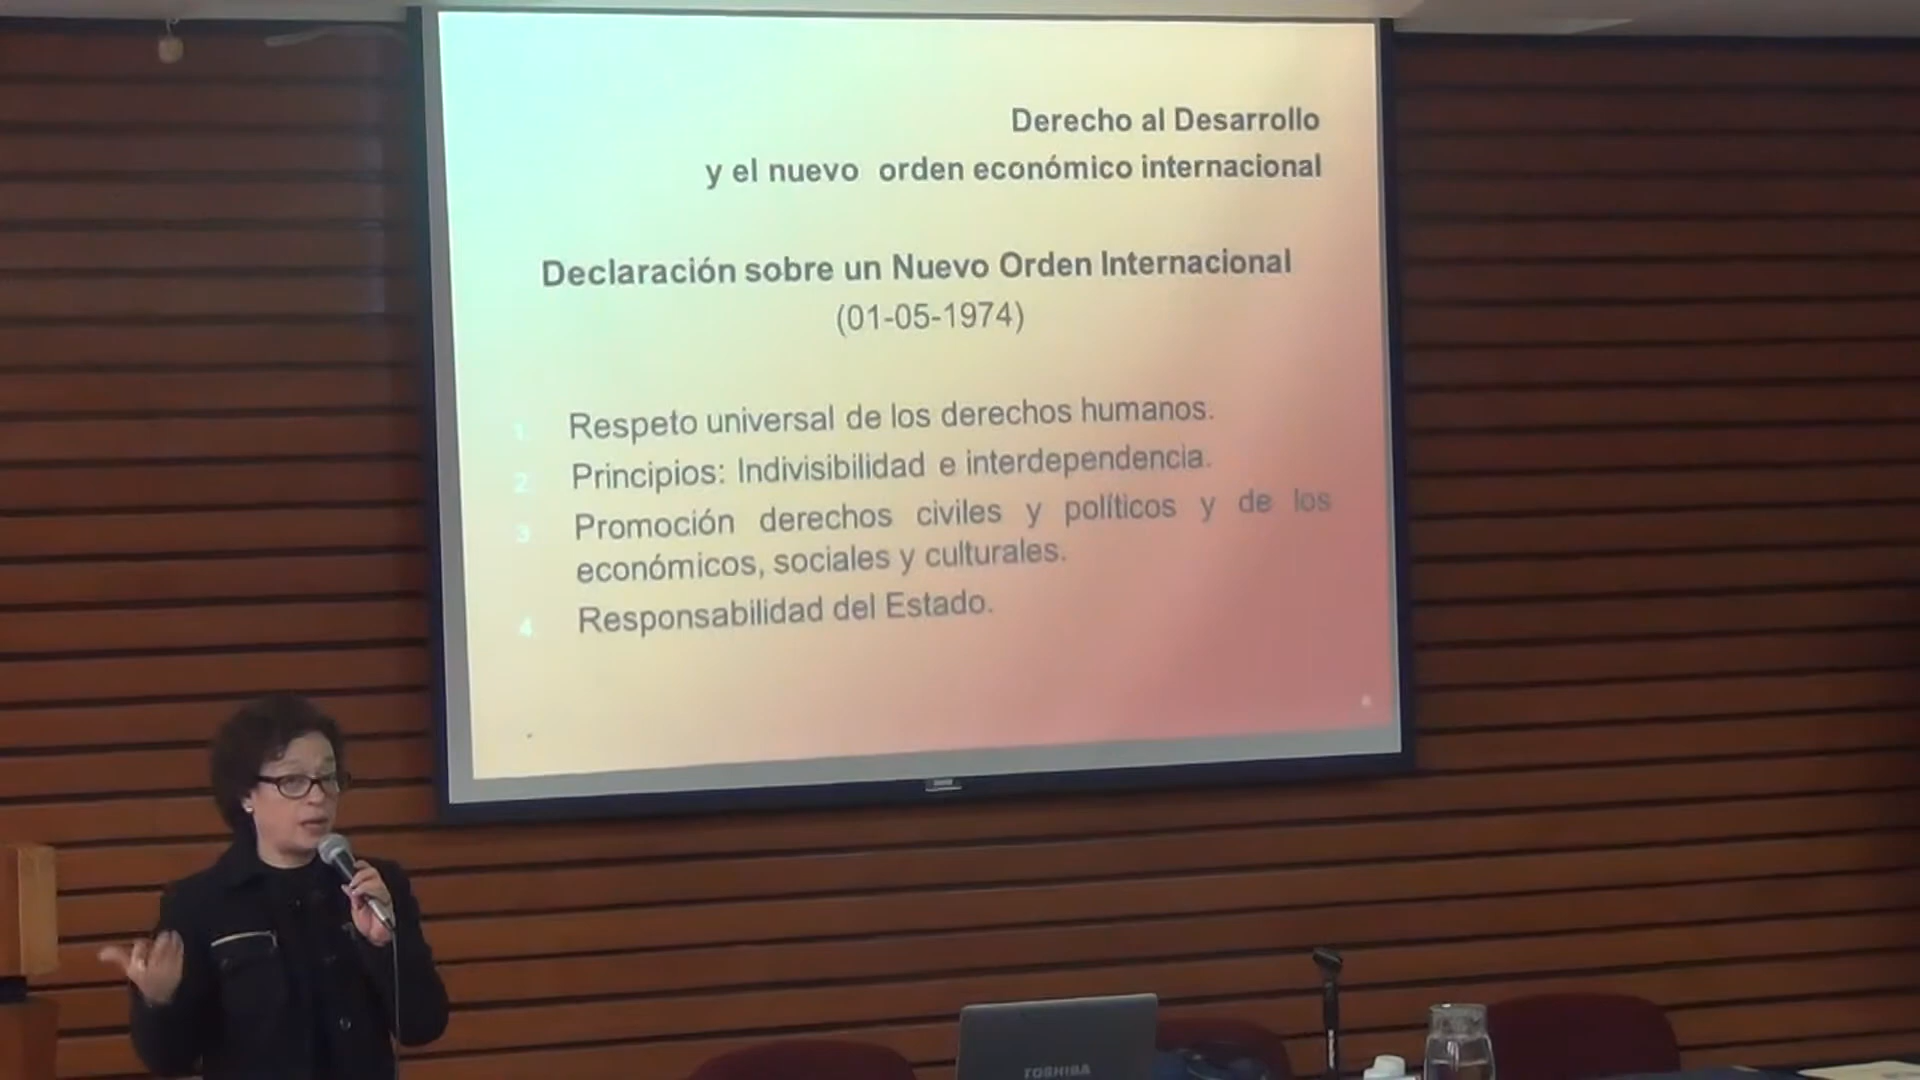 Derecho al Desarrollo
y el nuevo orden económico internacional
Declaración sobre un Nuevo Orden Internacional
(01-05-1974)
1. Respeto universal de los derechos humanos.
2. Principios: Indivisibilidad e interdependencia.
3. Promoción derechos civiles y políticos y de los
económicos, sociales y culturales.
4. Responsabilidad del Estado.
TOSHIBA